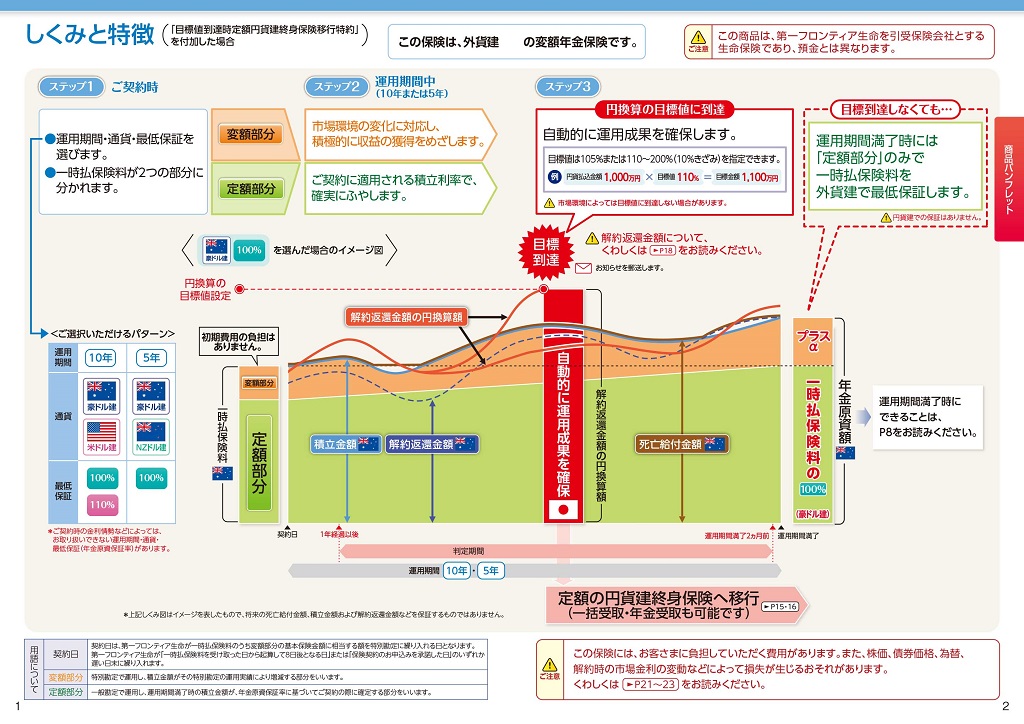 しくみと特徴
(「目標値到達時定額円貨建終身保険移行特約」
を付加した場合)
この保険は、外貨建 の変額年金保険です。
ご注意
この商品は、第一フロンティア生命を引受保険会社とする
生命保険であり、預金とは異なります。
ステップ1 ご契約時
●運用期間・通貨・最低保証を
選びます。
●一時払保険料が2つの部分に
分かれます。
変額部分
定額部分
ステップ2 運用期間中
(10年または5年)
市場環境の変化に対応し、
積極的に収益の獲得をめざします。
ご契約に適用される積立利率で、
確実にふやします。
ステップ3
円換算の目標値に到達
自動的に運用成果を確保します。
目標値は105%または110~200%(10%きざみ)を指定できます。
例 円貨払込金額1,000万円 × 目標値110% = 目標金額1,100万円
市場環境によっては目標値に到達しない場合があります。
目標到達しなくても…
運用期間満了時には
「定額部分」のみで
一時払保険料を
外貨建で最低保証します。
円貨建での保証はありません。
商品パンフレット
豪ドル建 100% を選んだ場合のイメージ図
目標
到達
解約返還金額について、
くわしくは ►P18 をお読みください。
お知らせを郵送します。
円換算の
目標値設定
解約返還金額の円換算額
<ご選択いただけるパターン>
運用
期間
10年
5年
通貨
豪ドル建
豪ドル建
米ドル建
NZドル建
最低
保証
100%
100%
110%
*ご契約時の金利情勢などによっては、
お取り扱いできない運用期間・通貨・
最低保証(年金原資保証率)があります。
初期費用の負担は
ありません。
一時払保険料
変額部分
定額部分
積立金額
解約返還金額
自動的に運用成果を確保
解約返還金額の円換算額
死亡給付金額
プラス
α
一時払保険料の
100%
(豪ドル建)
年金原資額
運用期間満了時に
できることは、
P8をお読みください。
契約日
1年経過以後
運用期間満了2ヵ月前
運用期間満了
判定期間
運用期間 10年・5年
定額の円貨建終身保険へ移行
(一括受取・年金受取も可能です) ►P15・16
*上記しくみ図はイメージを表したもので、将来の死亡給付金額、積立金額および解約返還金額などを保証するものではありません。
用語について
契約日
契約日は、第一フロンティア生命が一時払保険料のうち変額部分の基本保険金額に相当する額を特別勘定に繰り入れる日となります。
第一フロンティア生命が「一時払保険料を受け取った日から起算して8日後となる日」または「保険契約のお申込みを承諾した日」のいずれか
遅い日末に繰り入れます。
変額部分
特別勘定で運用し、積立金額がその特別勘定の運用実績により増減する部分をいいます。
定額部分
一般勘定で運用し、運用期間満了時の積立金額が、年金原資保証率に基づいてご契約の際に確定する部分をいいます。
ご注意
この保険には、お客さまに負担していただく費用があります。また、株価、債券価格、為替、
解約時の市場金利の変動などによって損失が生じるおそれがあります。
くわしくは ►P21~23 をお読みください。
1
2